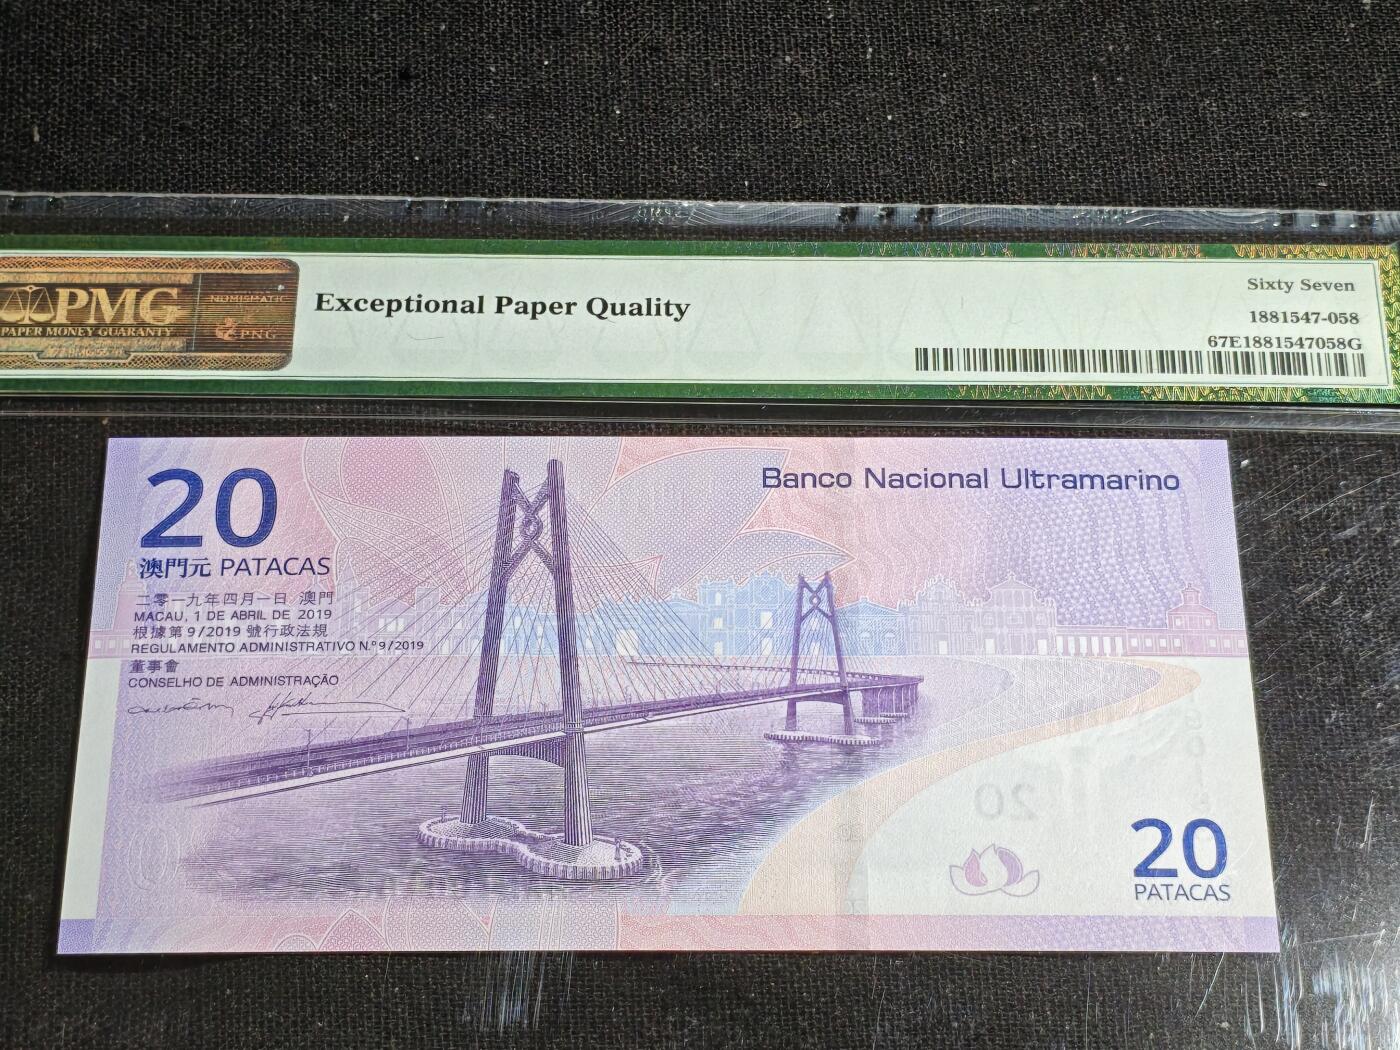 PMG
PAPER MONEY GUARANTY
NUMISMATIC
PNG
Exceptional Paper Quality
Sixty Seven
1881547-058
67E1881547058G
20
澳門元 PATACAS
二零一九年四月一日 澳門
MACAU, 1 DE ABRIL DE 2019
根據第9/2019 號行政法規
REGULAMENTO ADMINISTRATIVO N.º 9/2019
董事會
CONSELHO DE ADMINISTRAÇÃO
Banco Nacional Ultramarino
20
PATACAS